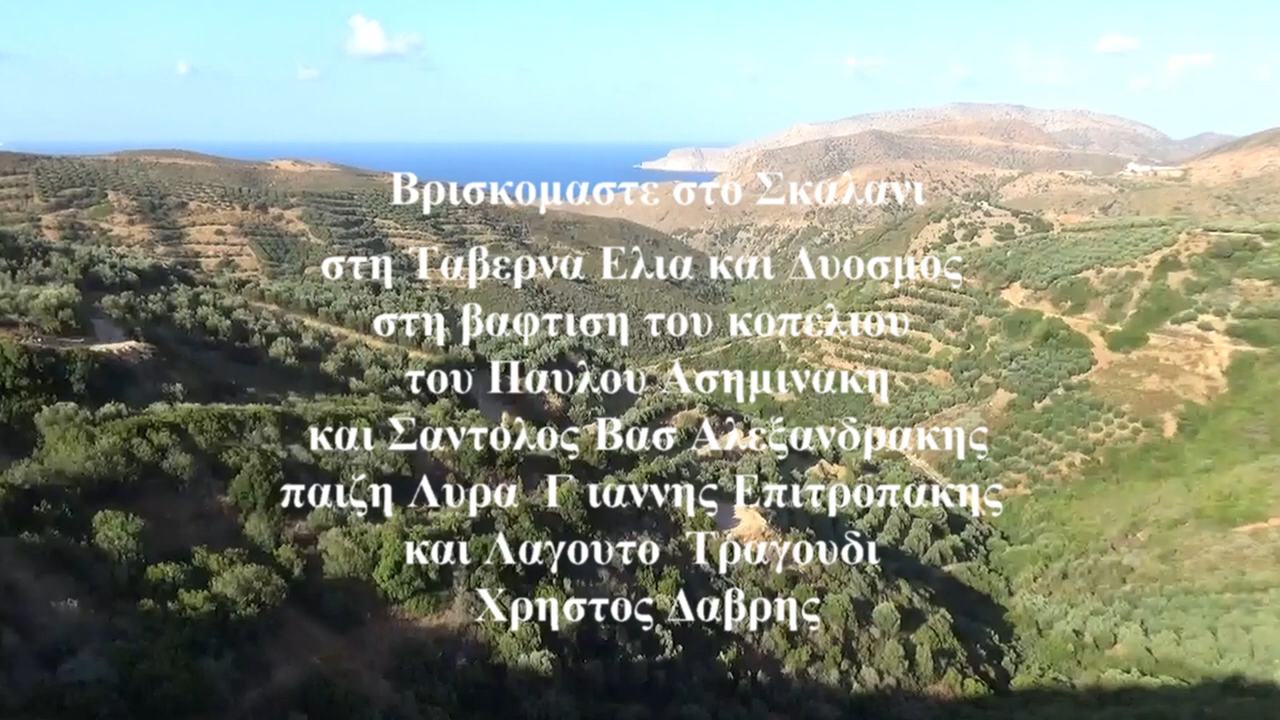 Βρισκομαστε στο Σκαλανι
στη Ταβερνα Ελια και Δυοσμος
στη βαφτιση του κοπελιου
του Παυλου Ασημινακη
και Σαντολος Βασ Αλεξανδρακης
παιζη Λυρα Γ ιαννης Επιτροπακης
και Λαγουτο Τραγουδι
Χρηστος Δαβρης